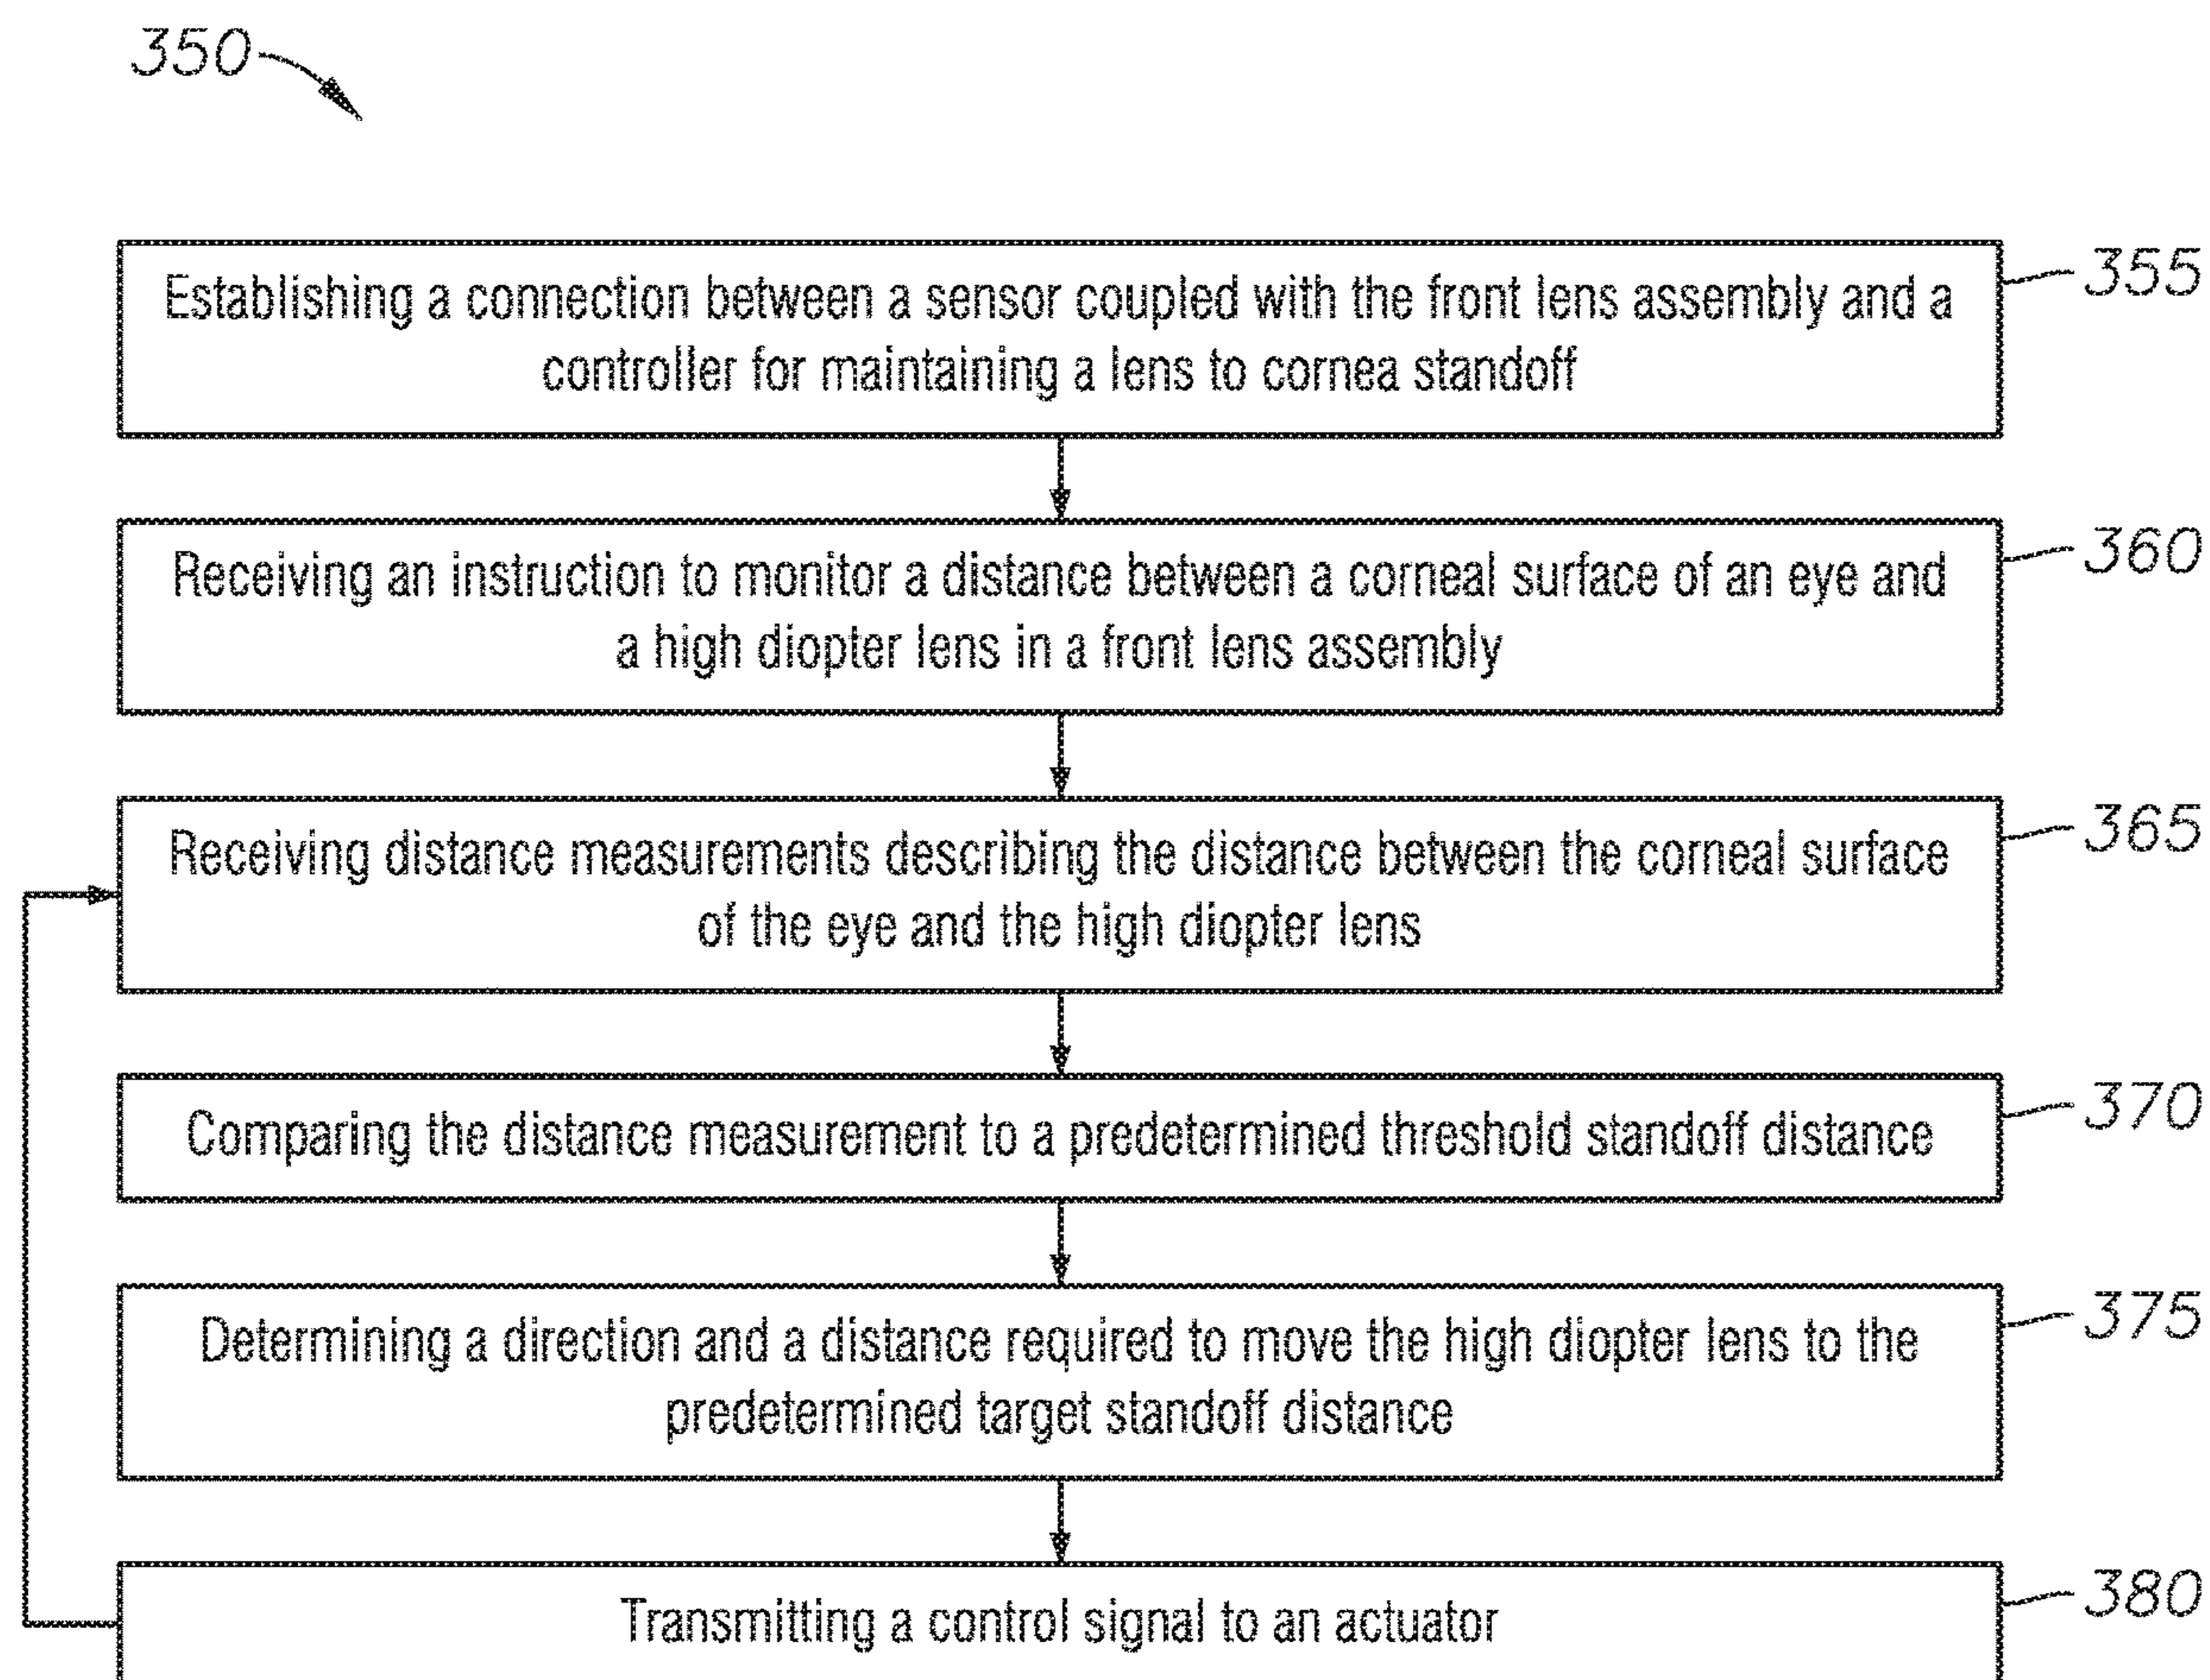 350
Establishing a connection between a sensor coupled with the front lens assembly and a
controller for maintaining a lens to cornea standoff
355
Receiving an instruction to monitor a distance between a corneal surface of an eye and
a high diopter lens in a front lens assembly
360
Receiving distance measurements describing the distance between the corneal surface
of the eye and the high diopter lens
365
Comparing the distance measurement to a predetermined threshold standoff distance
370
Determining a direction and a distance required to move the high diopter lens to the
predetermined target standoff distance
375
Transmitting a control signal to an actuator
380